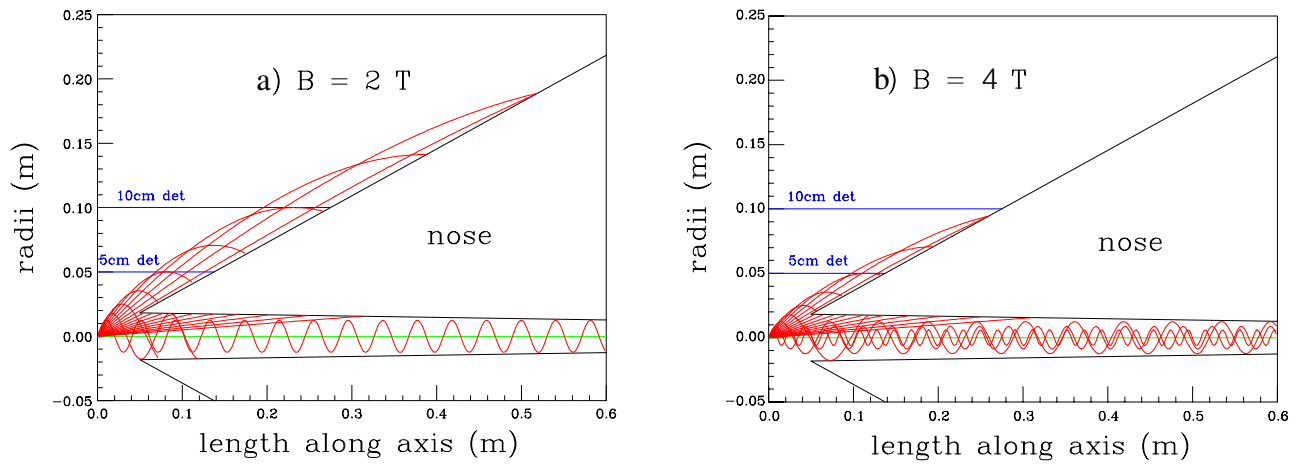 a) B = 2 T
10cm det
5cm det
nose
0.25
0.20
0.15
0.10
0.05
0.00
−0.05
0.0
0.1
0.2
0.3
0.4
0.5
0.6
radii (m)
length along axis (m)
b) B = 4 T
10cm det
5cm det
nose
0.25
0.20
0.15
0.10
0.05
0.00
−0.05
0.0
0.1
0.2
0.3
0.4
0.5
0.6
radii (m)
length along axis (m)